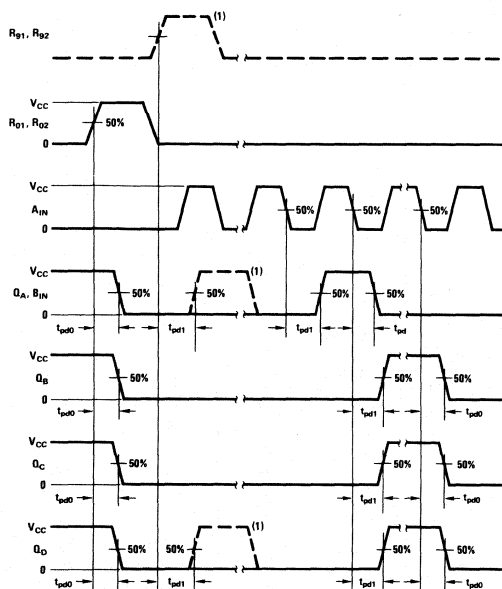 R91, R92 (1)
VCC
R01, R02 50%
0
VCC
AIN 50% 50% 50%
0
VCC (1)
QA, BIN 50% 50% 50% 50%
0
tpd0 tpd1 tpd1 tpd
VCC
QB 50% 50% 50%
0
tpd0 tpd1 tpd0
VCC
QC 50% 50% 50%
0
tpd0 tpd1 tpd0
VCC (1)
QD 50% 50% 50% 50%
0
tpd0 tpd1 tpd1 tpd0